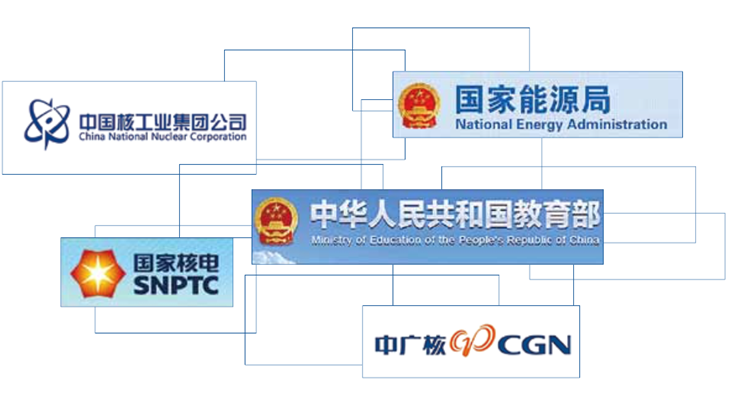 中国核工业集团公司
China National Nuclear Corporation
国家能源局
National Energy Administration
中华人民共和国教育部
Ministry of Education of the People's Republic of China
国家核电
SNPTC
中广核 CGN